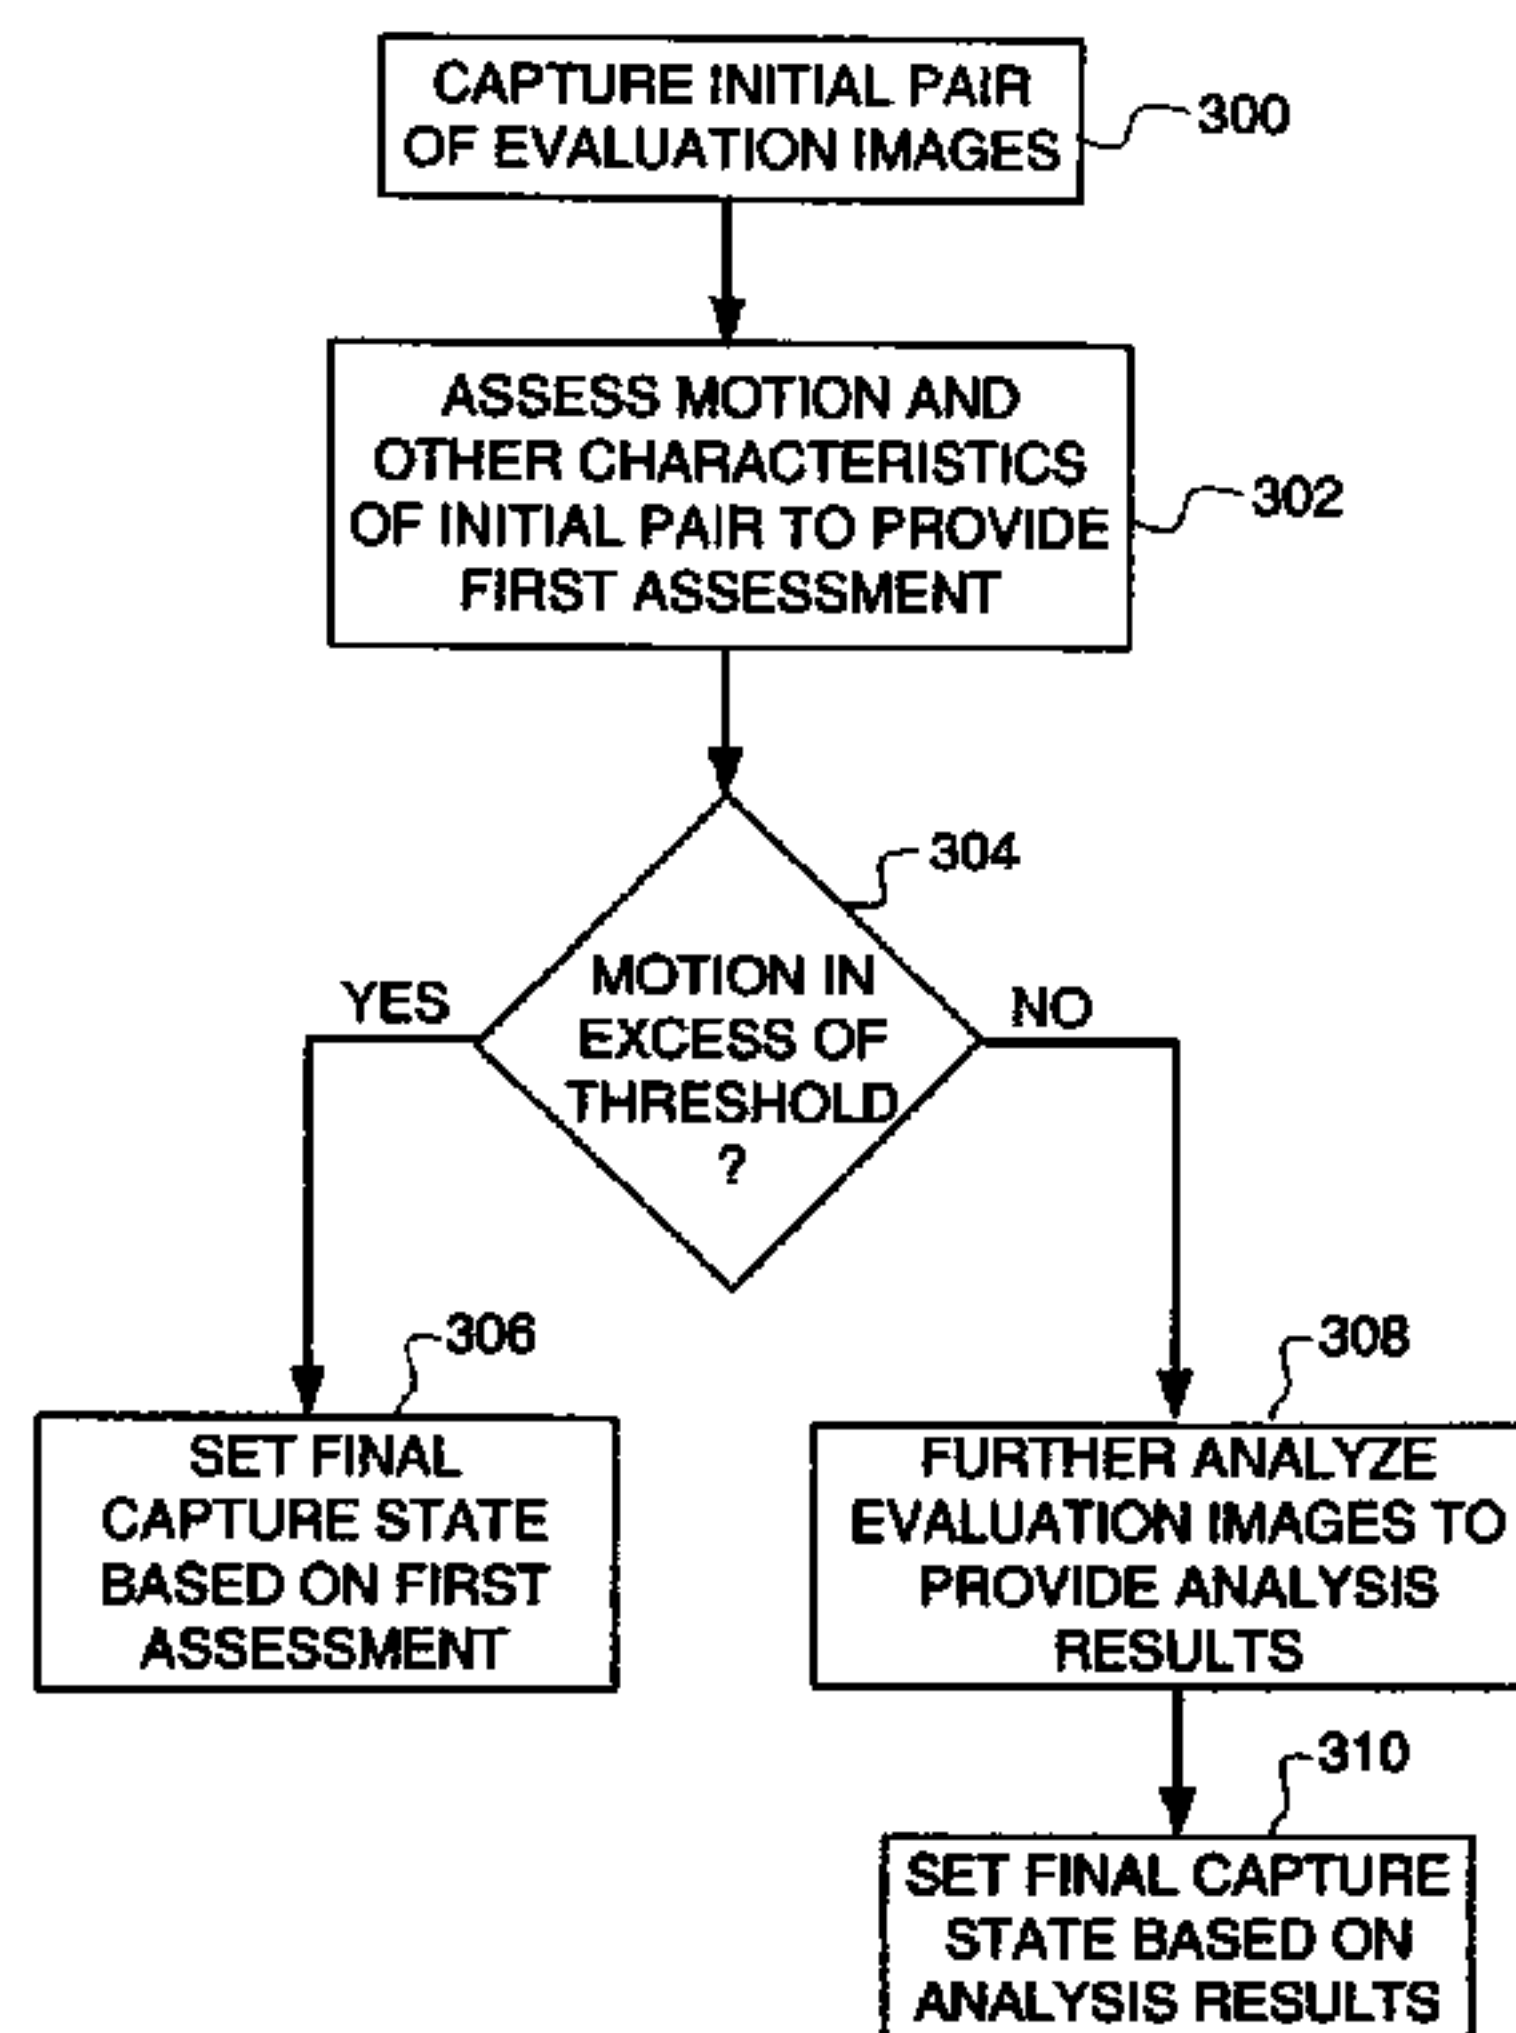 CAPTURE INITIAL PAIR
OF EVALUATION IMAGES
300
ASSESS MOTION AND
OTHER CHARACTERISTICS
OF INITIAL PAIR TO PROVIDE
FIRST ASSESSMENT
302
304
MOTION IN
EXCESS OF
THRESHOLD
?
YES
NO
306
SET FINAL
CAPTURE STATE
BASED ON FIRST
ASSESSMENT
308
FURTHER ANALYZE
EVALUATION IMAGES TO
PROVIDE ANALYSIS
RESULTS
310
SET FINAL CAPTURE
STATE BASED ON
ANALYSIS RESULTS